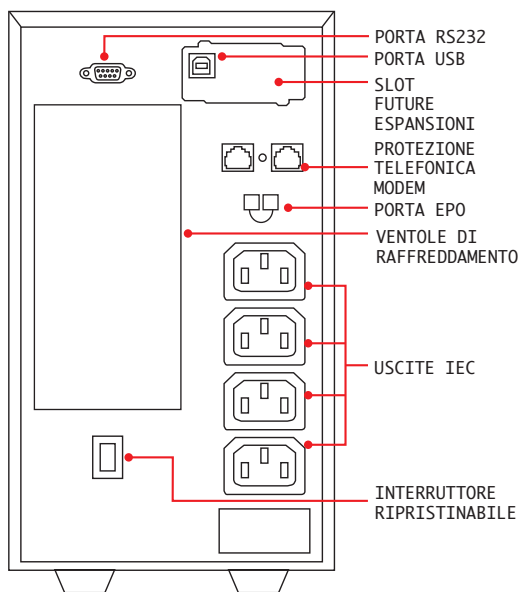 PORTA RS232
PORTA USB
SLOT
FUTURE
ESPANSIONI
PROTEZIONE
TELEFONICA
MODEM
PORTA EPO
VENTOLE DI
RAFFREDDAMENTO
USCITE IEC
INTERRUTTORE
RIPRISTINABILE